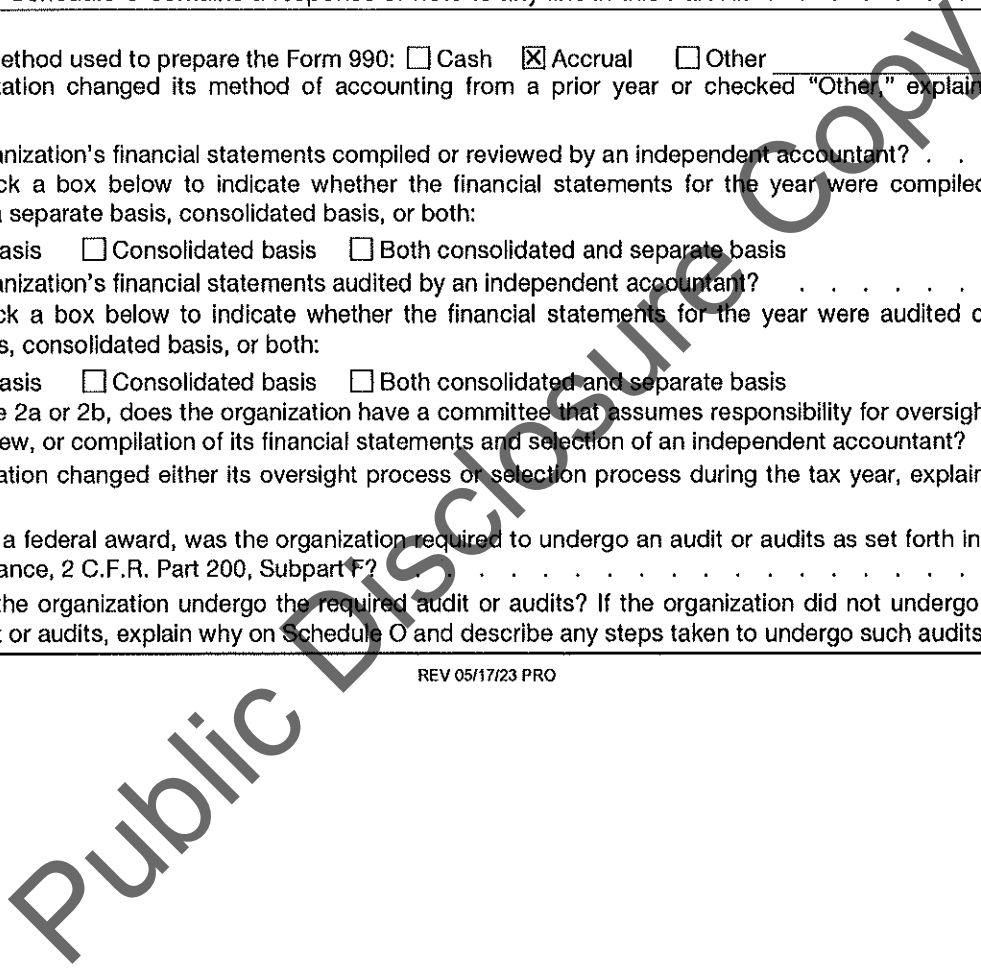 ethod used to prepare the Form 990: ☐ Cash ☒ Accrual ☐ Other
ation changed its method of accounting from a prior year or checked "Other," explain
anization's financial statements compiled or reviewed by an independent accountant? . .
ck a box below to indicate whether the financial statements for the year were compiled
a separate basis, consolidated basis, or both:
asis ☐ Consolidated basis ☐ Both consolidated and separate basis
anization's financial statements audited by an independent accountant? . . . . . .
ck a box below to indicate whether the financial statements for the year were audited o
s, consolidated basis, or both:
asis ☐ Consolidated basis ☐ Both consolidated and separate basis
e 2a or 2b, does the organization have a committee that assumes responsibility for oversigh
ew, or compilation of its financial statements and selection of an independent accountant?
ation changed either its oversight process or selection process during the tax year, explain
a federal award, was the organization required to undergo an audit or audits as set forth in
ance, 2 C.F.R. Part 200, Subpart F? . . . . . . . . . . . . . . . . . .
the organization undergo the required audit or audits? If the organization did not undergo
t or audits, explain why on Schedule O and describe any steps taken to undergo such audits
REV 05/17/23 PRO
Public Disclosure Copy